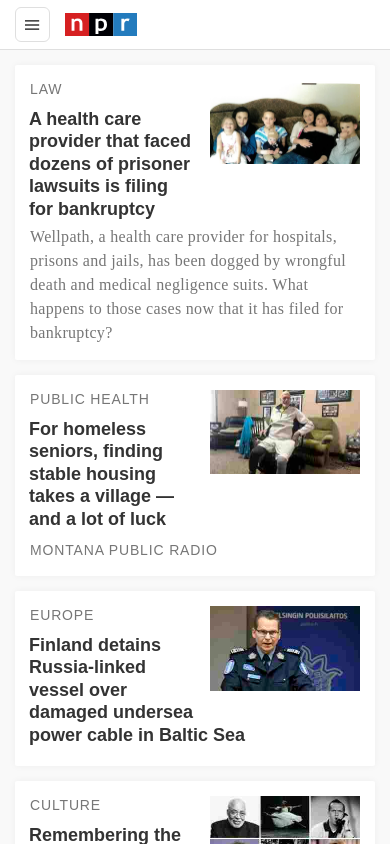 npr
LAW
A health care
provider that faced
dozens of prisoner
lawsuits is filing
for bankruptcy
Wellpath, a health care provider for hospitals,
prisons and jails, has been dogged by wrongful
death and medical negligence suits. What
happens to those cases now that it has filed for
bankruptcy?
PUBLIC HEALTH
For homeless
seniors, finding
stable housing
takes a village —
and a lot of luck
MONTANA PUBLIC RADIO
EUROPE
LSINGIN POLIISILAITOS
Finland detains
Russia-linked
vessel over
damaged undersea
power cable in Baltic Sea
CULTURE
Remembering the